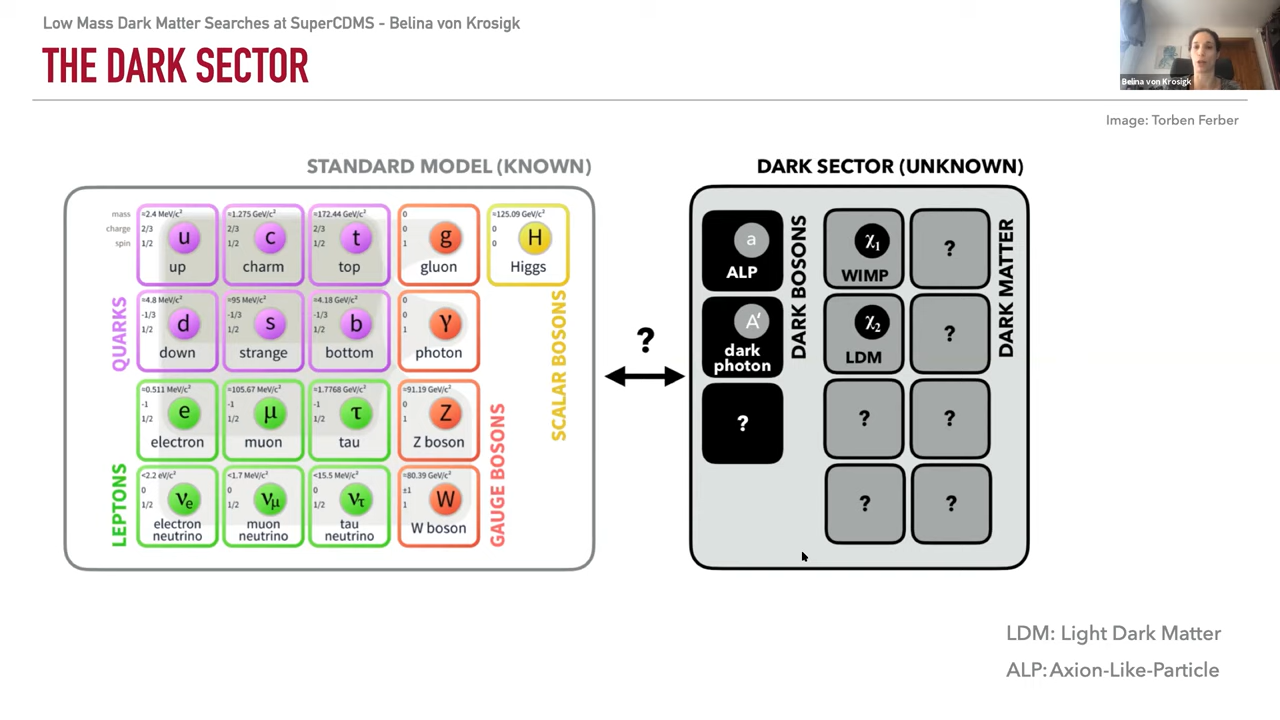 Low Mass Dark Matter Searches at SuperCDMS - Belina von Krosigk
THE DARK SECTOR
Belina von Krosigk
Image: Torben Ferber
STANDARD MODEL (KNOWN)
mass
charge
spin
≈2.4 MeV/c²
2/3
1/2
u
up
≈1.275 GeV/c²
2/3
1/2
c
charm
≈172.44 GeV/c²
2/3
1/2
t
top
0
0
1
g
gluon
≈125.09 GeV/c²
0
0
H
Higgs
QUARKS
≈4.8 MeV/c²
-1/3
1/2
d
down
≈95 MeV/c²
-1/3
1/2
s
strange
≈4.18 GeV/c²
-1/3
1/2
b
bottom
0
0
1
γ
photon
SCALAR BOSONS
≈0.511 MeV/c²
-1
1/2
e
electron
≈105.67 MeV/c²
-1
1/2
μ
muon
≈1.7768 GeV/c²
-1
1/2
τ
tau
≈91.19 GeV/c²
0
1
Z
Z boson
LEPTONS
<2.2 eV/c²
0
1/2
νe
electron
neutrino
<1.7 MeV/c²
0
1/2
νμ
muon
neutrino
<15.5 MeV/c²
0
1/2
ντ
tau
neutrino
≈80.39 GeV/c²
±1
1
W
W boson
GAUGE BOSONS
?
DARK SECTOR (UNKNOWN)
a
ALP
A′
dark
photon
?
DARK BOSONS
χ1
WIMP
?
χ2
LDM
?
?
?
?
?
DARK MATTER
LDM: Light Dark Matter
ALP: Axion-Like-Particle